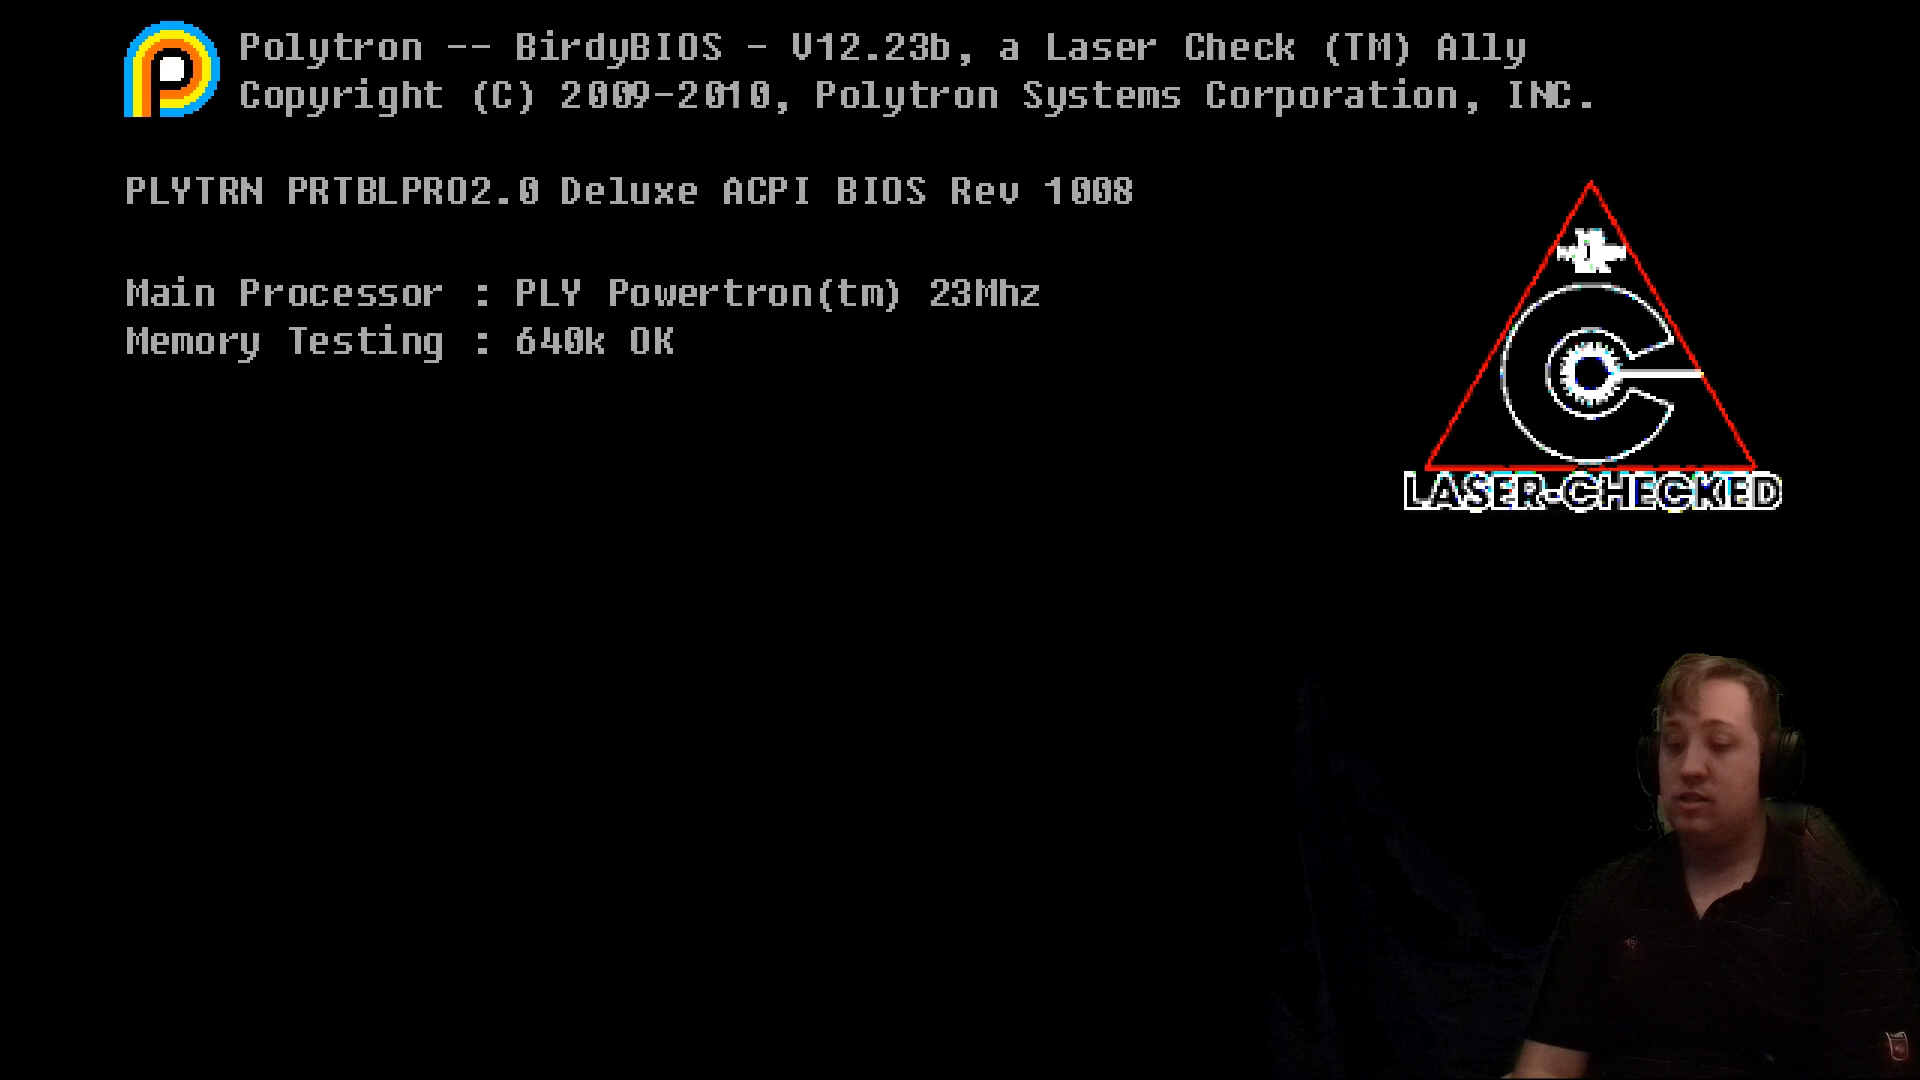 Polytron -- BirdyBIOS - V12.23b, a Laser Check (TM) Ally
Copyright (C) 2009-2010, Polytron Systems Corporation, INC.
PLYTRN PRTBLPRO2.0 Deluxe ACPI BIOS Rev 1008
Main Processor : PLY Powertron(tm) 23Mhz
Memory Testing : 640k OK
LASER-CHECKED